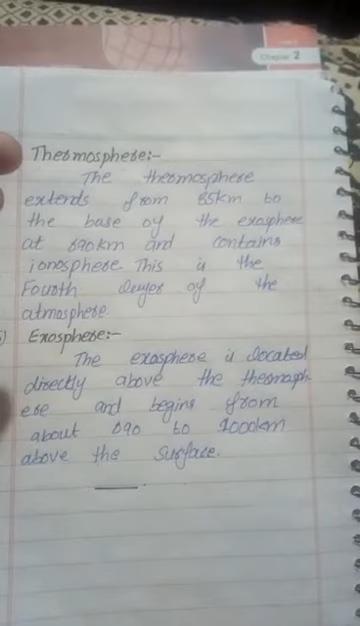 Chapter 2
Thermosphere:-
The thermosphere
extends from 85km to
the base of the exosphere
at 690km and contains
ionosphere. This is the
Fourth layer of the
atmosphere.
Exosphere:-
The exosphere is located
directly above the thermosph
ere and begins from
about 690 to 1000km
above the surface.